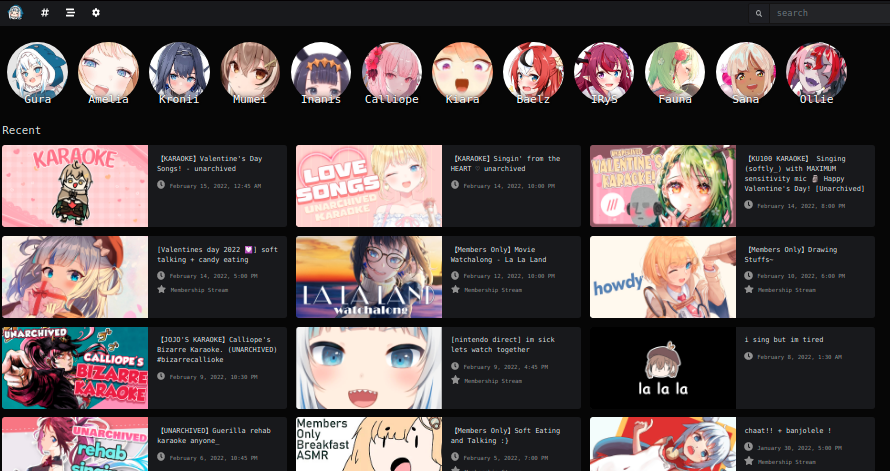 search
Gura
Amelia
Kronii
Mumei
Inanis
Calliope
Kiara
Baelz
IRyS
Fauna
Sana
Ollie
Recent
KARAOKE
【KARAOKE】Valentine's Day
Songs! - unarchived
February 15, 2022, 12:45 AM
LOVE
SONGS
UNARCHIVED
KARAOKE
【KARAOKE】Singin' from the
HEART ♡ unarchived
February 14, 2022, 10:00 PM
VALENTINE'S
KARAOKE!
【KU100 KARAOKE】 Singing
(softly_) with MAXIMUM
sensitivity mic 🗿 Happy
Valentine's Day! [Unarchived]
February 14, 2022, 8:00 PM
[Valentines day 2022 💟] soft
talking + candy eating
February 14, 2022, 5:00 PM
Membership Stream
LA LA LAND
watchalong
【Members Only】Movie
Watchalong - La La Land
February 12, 2022, 10:00 PM
Membership Stream
howdy
【Members Only】Drawing
Stuffs~
February 10, 2022, 6:00 PM
Membership Stream
UNARCHIVED
CALLIOPE'S
BIZARRE
KARAOKE
【JOJO'S KARAOKE】Calliope's
Bizarre Karaoke. (UNARCHIVED)
#bizarrecallioke
February 9, 2022, 10:30 PM
[nintendo direct] im sick
lets watch together
February 9, 2022, 4:45 PM
Membership Stream
la la la
i sing but im tired
February 8, 2022, 1:30 AM
UNARCHIVED
rehab
【UNARCHIVED】Guerilla rehab
karaoke anyone_
February 6, 2022, 10:45 PM
Members
Only
Breakfast
ASMR
【Members Only】Soft Eating
and Talking :}
February 5, 2022, 7:00 PM
Membership Stream
chaat!! + banjolele !
January 30, 2022, 5:00 PM
Membership Stream